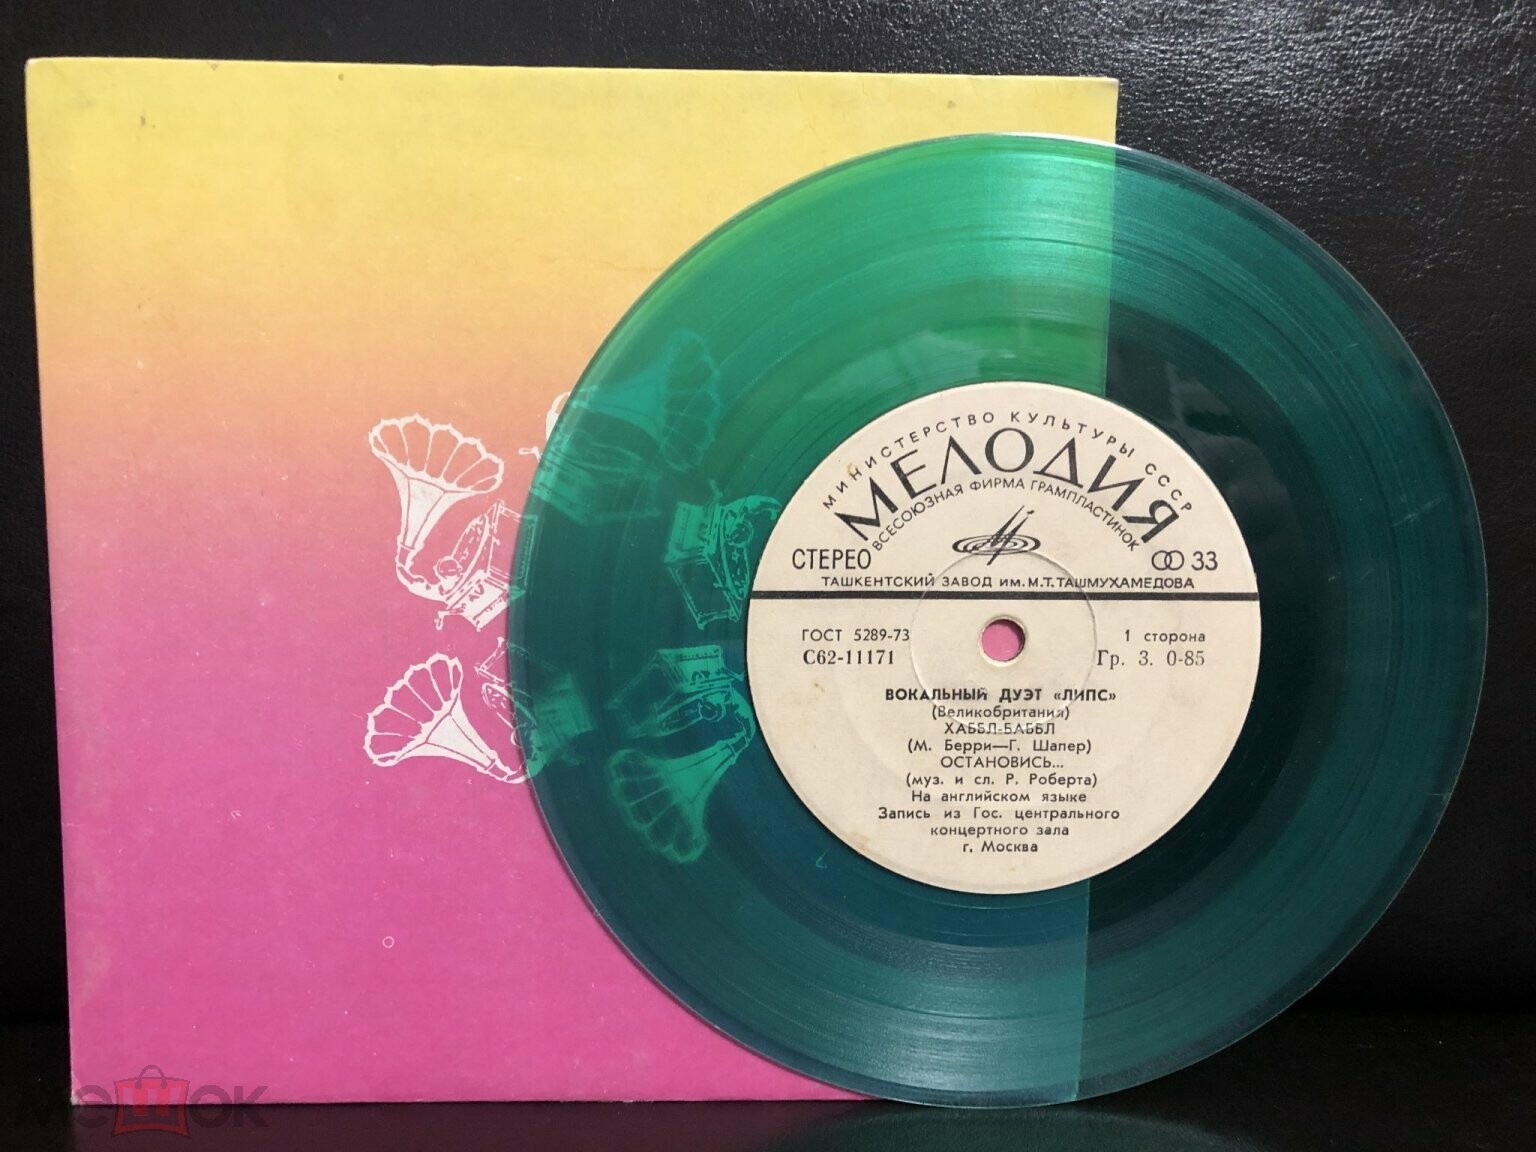 МИНИСТЕРСТВО КУЛЬТУРЫ СССР
МЕЛОДИЯ
ВСЕСОЮЗНАЯ ФИРМА ГРАМПЛАСТИНОК
СТЕРЕО 33
ТАШКЕНТСКИЙ ЗАВОД им. М.Т. ТАШМУХАМЕДОВА
ГОСТ 5289-73 1 сторона
С62-11171 Гр. 3. 0-85
ВОКАЛЬНЫЙ ДУЭТ «ЛИПС»
(Великобритания)
ХАББЛ-БАББЛ
(М. Берри—Г. Шапер)
ОСТАНОВИСЬ...
(муз. и сл. Р. Роберта)
На английском языке
Запись из Гос. центрального
концертного зала
г. Москва
мешок